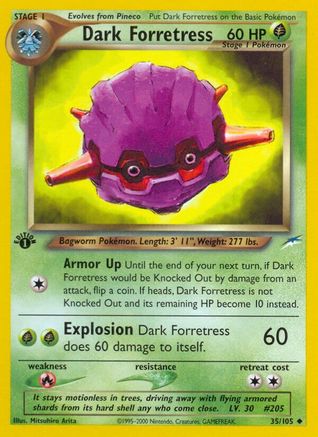 STAGE 1 Evolves from Pineco Put Dark Forretress on the Basic Pokémon
Dark Forretress 60 HP
Stage 1 Pokémon
EDITION
1
Bagworm Pokémon. Length: 3' 11", Weight: 277 lbs.
Armor Up Until the end of your next turn, if Dark
Forretress would be Knocked Out by damage from an
attack, flip a coin. If heads, Dark Forretress is not
Knocked Out and its remaining HP become 10 instead.
Explosion Dark Forretress 60
does 60 damage to itself.
weakness resistance retreat cost
It stays motionless in trees, driving away with flying armored
shards from its hard shell any who come close. LV. 30 #205
Illus. Mitsuhiro Arita ©1995-2000 Nintendo, Creatures, GAMEFREAK. 35/105